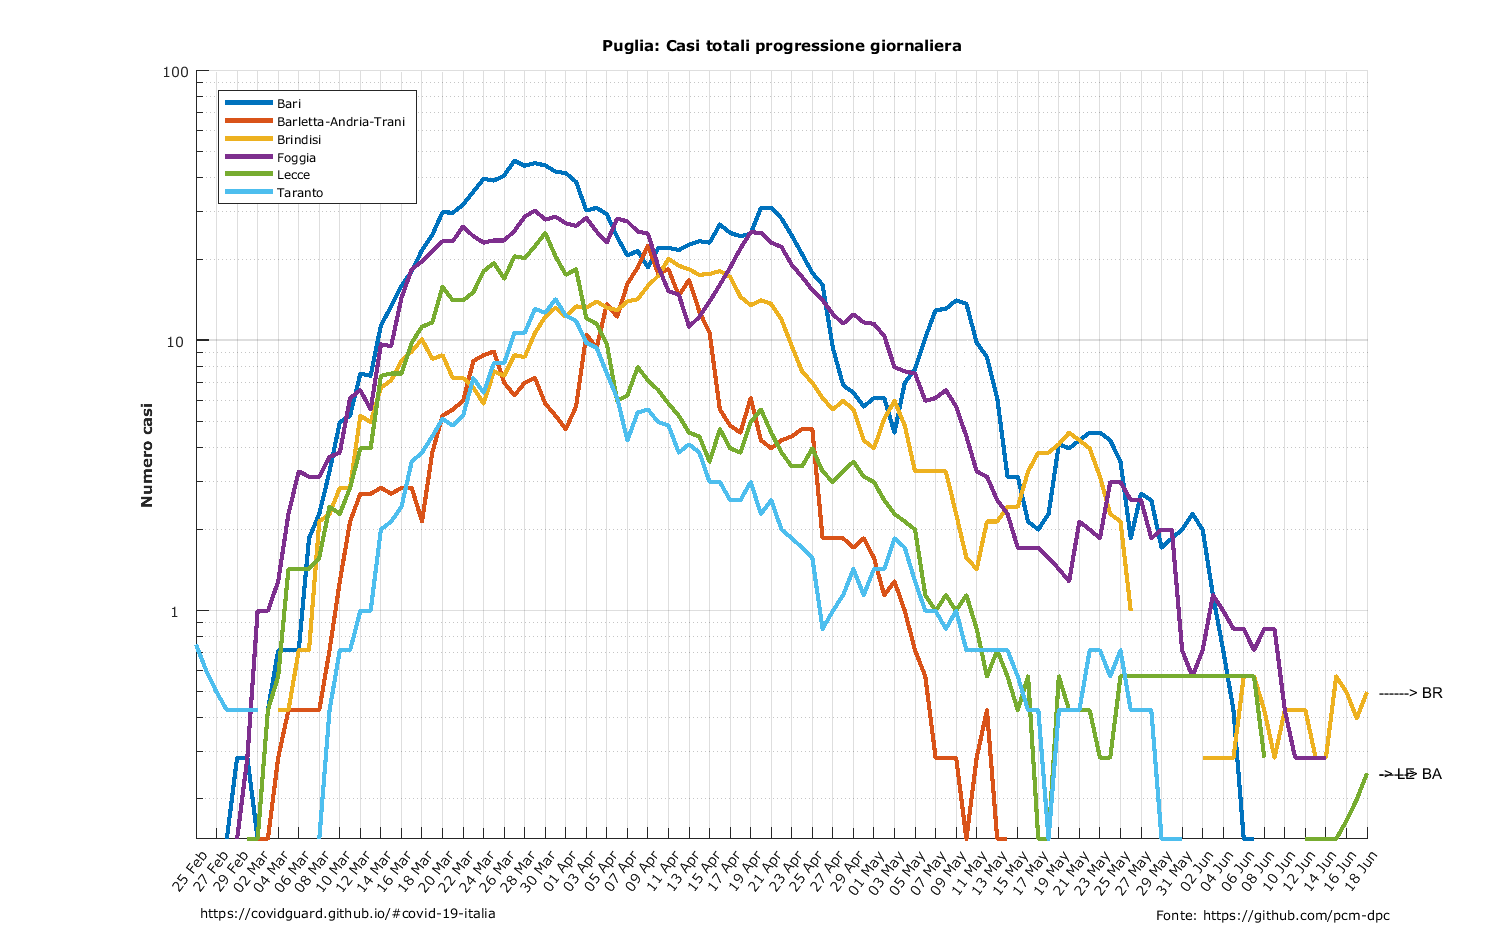 Puglia: Casi totali progressione giornaliera
100
10
1
Numero casi
Bari
Barletta-Andria-Trani
Brindisi
Foggia
Lecce
Taranto
------> BR
-> LE BA
25 Feb
27 Feb
29 Feb
02 Mar
04 Mar
06 Mar
08 Mar
10 Mar
12 Mar
14 Mar
16 Mar
18 Mar
20 Mar
22 Mar
24 Mar
26 Mar
28 Mar
30 Mar
01 Apr
03 Apr
05 Apr
07 Apr
09 Apr
11 Apr
13 Apr
15 Apr
17 Apr
19 Apr
21 Apr
23 Apr
25 Apr
27 Apr
29 Apr
01 May
03 May
05 May
07 May
09 May
11 May
13 May
15 May
17 May
19 May
21 May
23 May
25 May
27 May
29 May
31 May
02 Jun
04 Jun
06 Jun
08 Jun
10 Jun
12 Jun
14 Jun
16 Jun
18 Jun
https://covidguard.github.io/#covid-19-italia
Fonte: https://github.com/pcm-dpc